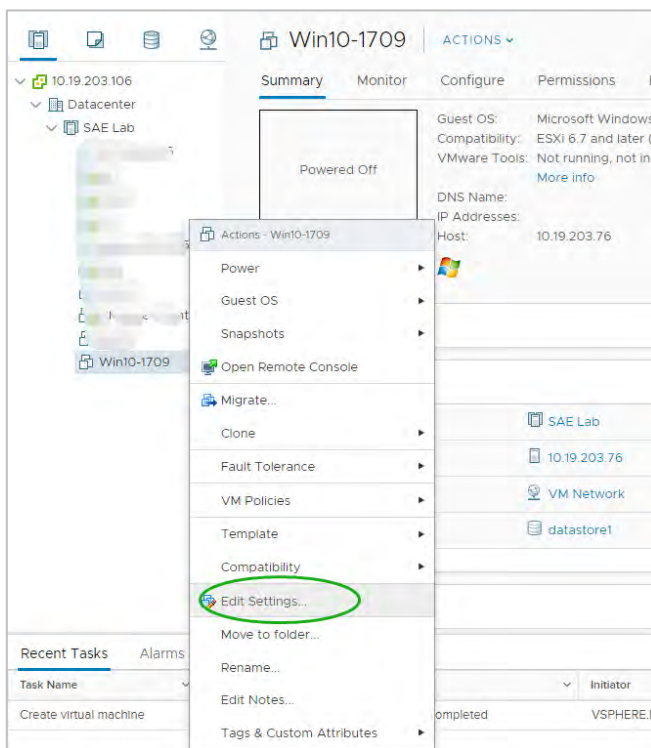 Win10-1709
ACTIONS
10.19.203.106
Datacenter
SAE Lab
Win10-1709
Summary Monitor Configure Permissions
Powered Off
Guest OS: Microsoft Windows
Compatibility: ESXi 6.7 and later (
VMware Tools: Not running, not in
More info
DNS Name:
IP Addresses:
Host: 10.19.203.76
Actions - Win10-1709
Power
Guest OS
Snapshots
Open Remote Console
Migrate...
Clone
Fault Tolerance
VM Policies
Template
Compatibility
Edit Settings...
Move to folder...
Rename...
Edit Notes...
Tags & Custom Attributes
SAE Lab
10.19.203.76
VM Network
datastore1
Recent Tasks Alarms
Task Name Initiator
Create virtual machine ompleted VSPHERE.